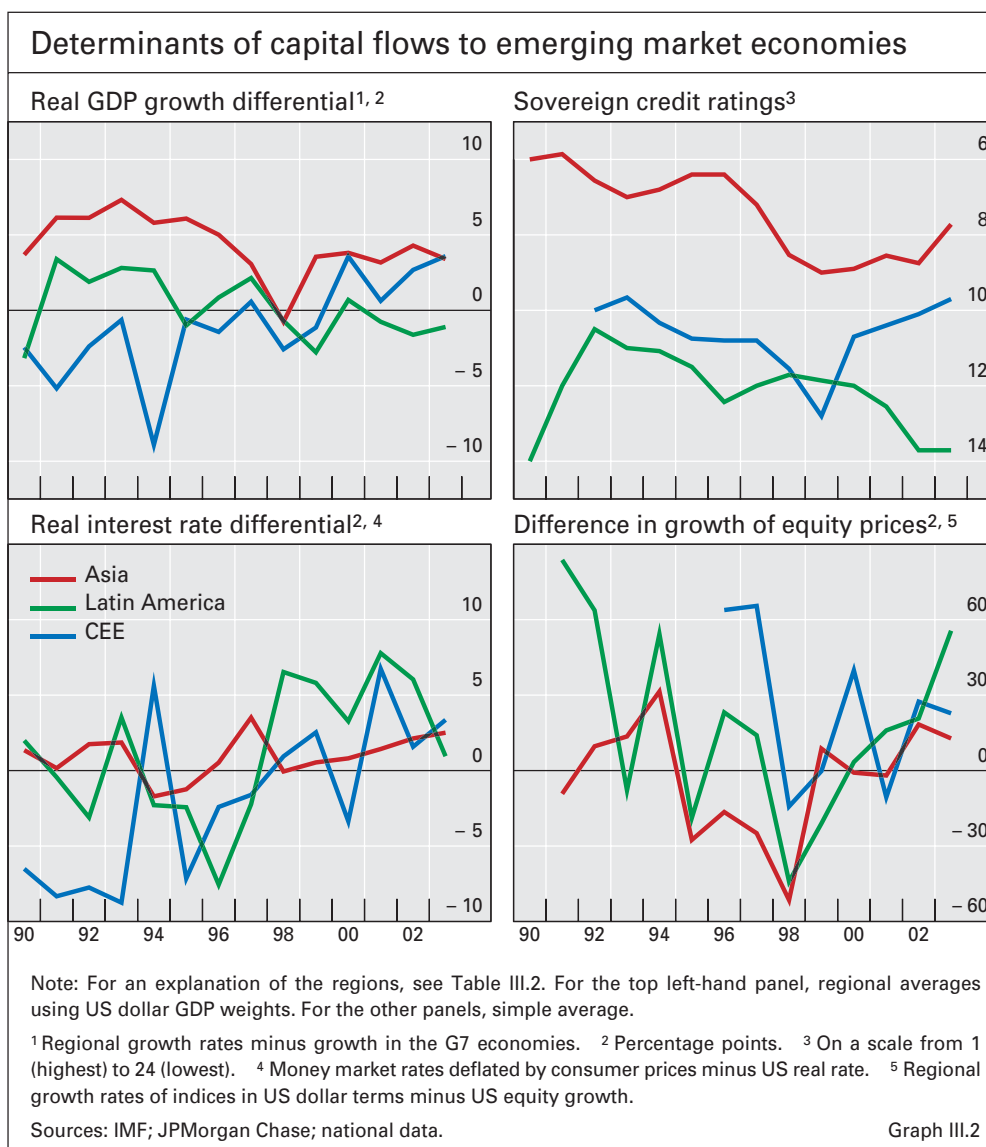 Determinants of capital flows to emerging market economies
Real GDP growth differential¹, ²
10
5
0
– 5
– 10
Sovereign credit ratings³
6
8
10
12
14
Real interest rate differential², ⁴
Asia
Latin America
CEE
10
5
0
– 5
– 10
90 92 94 96 98 00 02
Difference in growth of equity prices², ⁵
60
30
0
– 30
– 60
90 92 94 96 98 00 02
Note: For an explanation of the regions, see Table III.2. For the top left-hand panel, regional averages
using US dollar GDP weights. For the other panels, simple average.
¹ Regional growth rates minus growth in the G7 economies. ² Percentage points. ³ On a scale from 1
(highest) to 24 (lowest). ⁴ Money market rates deflated by consumer prices minus US real rate. ⁵ Regional
growth rates of indices in US dollar terms minus US equity growth.
Sources: IMF; JPMorgan Chase; national data. Graph III.2